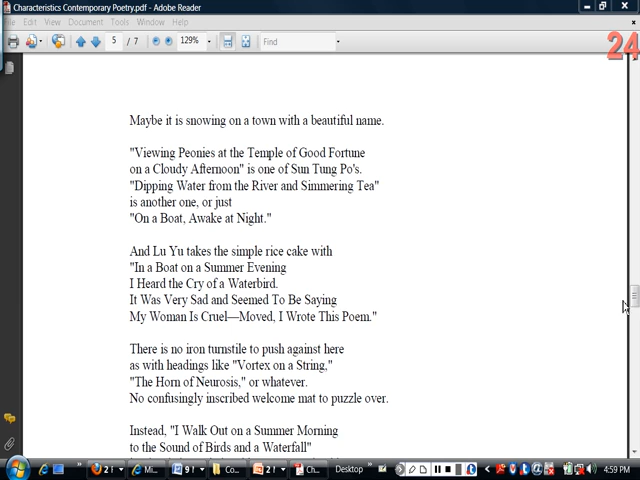 Characteristics Contemporary Poetry.pdf - Adobe Reader
File Edit View Document Tools Window Help
5 / 7 129% Find
24
Maybe it is snowing on a town with a beautiful name.
"Viewing Peonies at the Temple of Good Fortune
on a Cloudy Afternoon" is one of Sun Tung Po's.
"Dipping Water from the River and Simmering Tea"
is another one, or just
"On a Boat, Awake at Night."
And Lu Yu takes the simple rice cake with
"In a Boat on a Summer Evening
I Heard the Cry of a Waterbird.
It Was Very Sad and Seemed To Be Saying
My Woman Is Cruel—Moved, I Wrote This Poem."
There is no iron turnstile to push against here
as with headings like "Vortex on a String,"
"The Horn of Neurosis," or whatever.
No confusingly inscribed welcome mat to puzzle over.
Instead, "I Walk Out on a Summer Morning
to the Sound of Birds and a Waterfall"
Desktop
4:59 PM